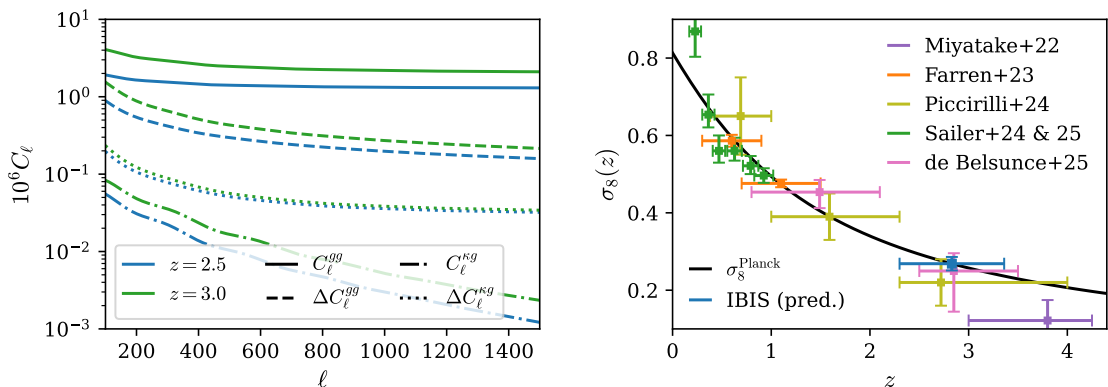 10^1
10^0
10^{-1}
10^{-2}
10^{-3}
10^6 C_ℓ
200 400 600 800 1000 1200 1400
ℓ
z = 2.5
z = 3.0
C_ℓ^{gg}
ΔC_ℓ^{gg}
C_ℓ^{κg}
ΔC_ℓ^{κg}
0.8
0.6
0.4
0.2
σ_8(z)
0 1 2 3 4
z
Miyatake+22
Farren+23
Piccirilli+24
Sailer+24 & 25
de Belsunce+25
σ_8^{Planck}
IBIS (pred.)